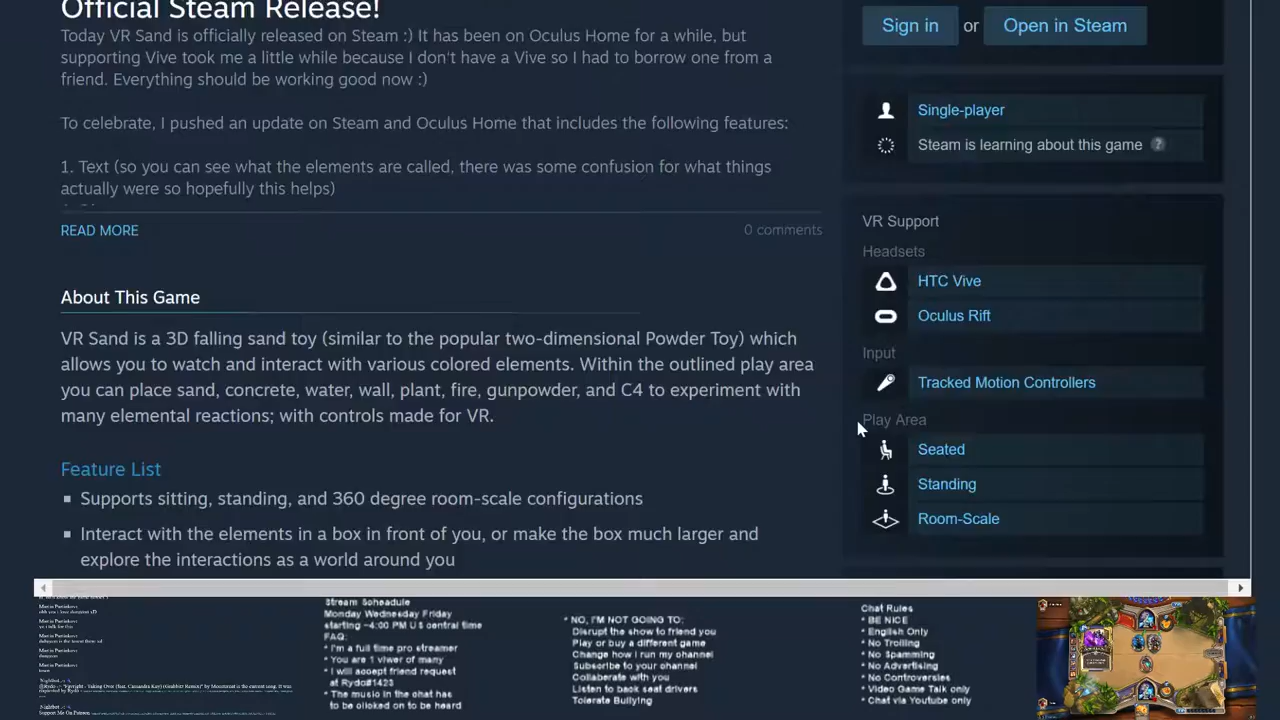 Official Steam Release!
Today VR Sand is officially released on Steam :) It has been on Oculus Home for a while, but
supporting Vive took me a little while because I don't have a Vive so I had to borrow one from a
friend. Everything should be working good now :)
To celebrate, I pushed an update on Steam and Oculus Home that includes the following features:
1. Text (so you can see what the elements are called, there was some confusion for what things
actually were so hopefully this helps)
READ MORE
0 comments
About This Game
VR Sand is a 3D falling sand toy (similar to the popular two-dimensional Powder Toy) which
allows you to watch and interact with various colored elements. Within the outlined play area
you can place sand, concrete, water, wall, plant, fire, gunpowder, and C4 to experiment with
many elemental reactions; with controls made for VR.
Feature List
Supports sitting, standing, and 360 degree room-scale configurations
Interact with the elements in a box in front of you, or make the box much larger and
explore the interactions as a world around you
Sign in or Open in Steam
Single-player
Steam is learning about this game ?
VR Support
Headsets
HTC Vive
Oculus Rift
Input
Tracked Motion Controllers
Play Area
Seated
Standing
Room-Scale
Stream Scheadule
Monday Wednesday Friday
starting ~4:00 PM US central time
FAQ:
* I'm a full time pro streamer
* You are 1 viwer of many
* I will accept friend request
at Rydo#1423
* The music in the chat has
to be clicked on to be heard
* NO, I'M NOT GOING TO:
Disrupt the show to friend you
Play or buy a different game
Change how I run my channel
Subscribe to your channel
Collaberate with you
Listen to back seat drivers
Tolerate Bullying
Chat Rules
* BE NICE
* English Only
* No Trolling
* No Spamming
* No Advertising
* No Controversies
* Video Game Talk only
* Chat via Youtube only